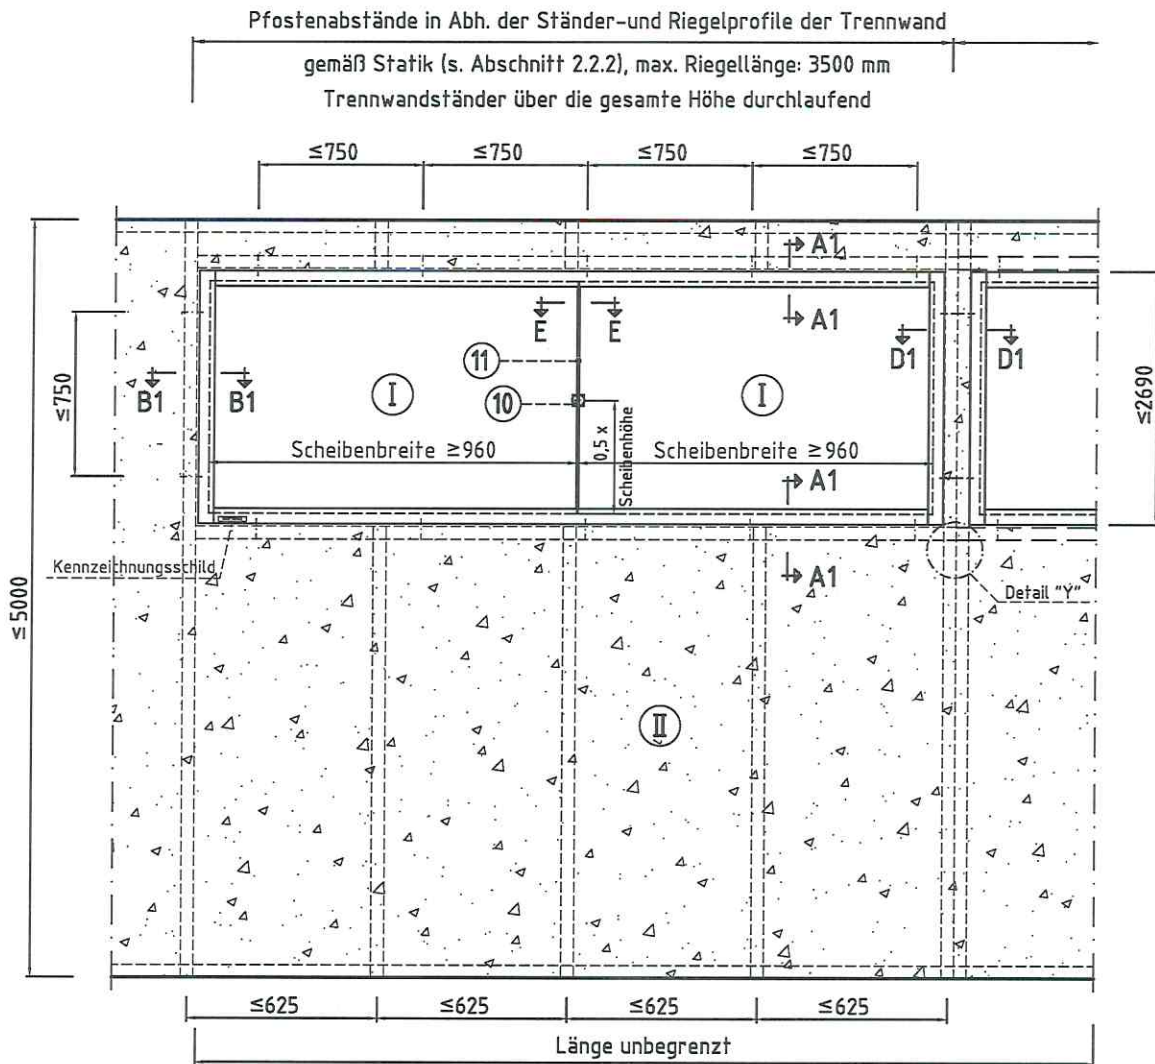 Pfostenabstände in Abh. der Ständer-und Riegelprofile der Trennwand
gemäß Statik (s. Abschnitt 2.2.2), max. Riegellänge: 3500 mm
Trennwandständer über die gesamte Höhe durchlaufend
≤750 ≤750 ≤750 ≤750
A1
A1
E E
D1 D1
11
B1 B1
I
10
I
≤750
≤2690
0,5 x
Scheibenhöhe
Scheibenbreite ≥960
Scheibenbreite ≥960
A1
Kennzeichnungsschild
A1
Detail "Y"
≤5000
II
≤625 ≤625 ≤625 ≤625
Länge unbegrenzt